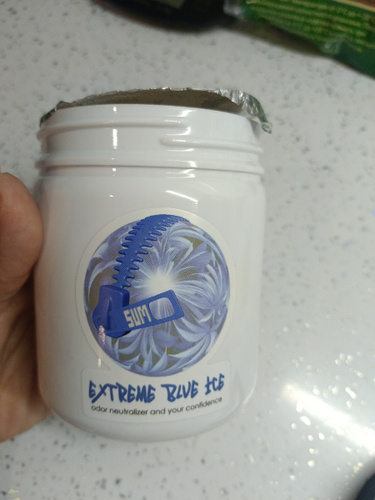 SUM
EXTREME BLUE ICE
odor neutralizer and your confidence